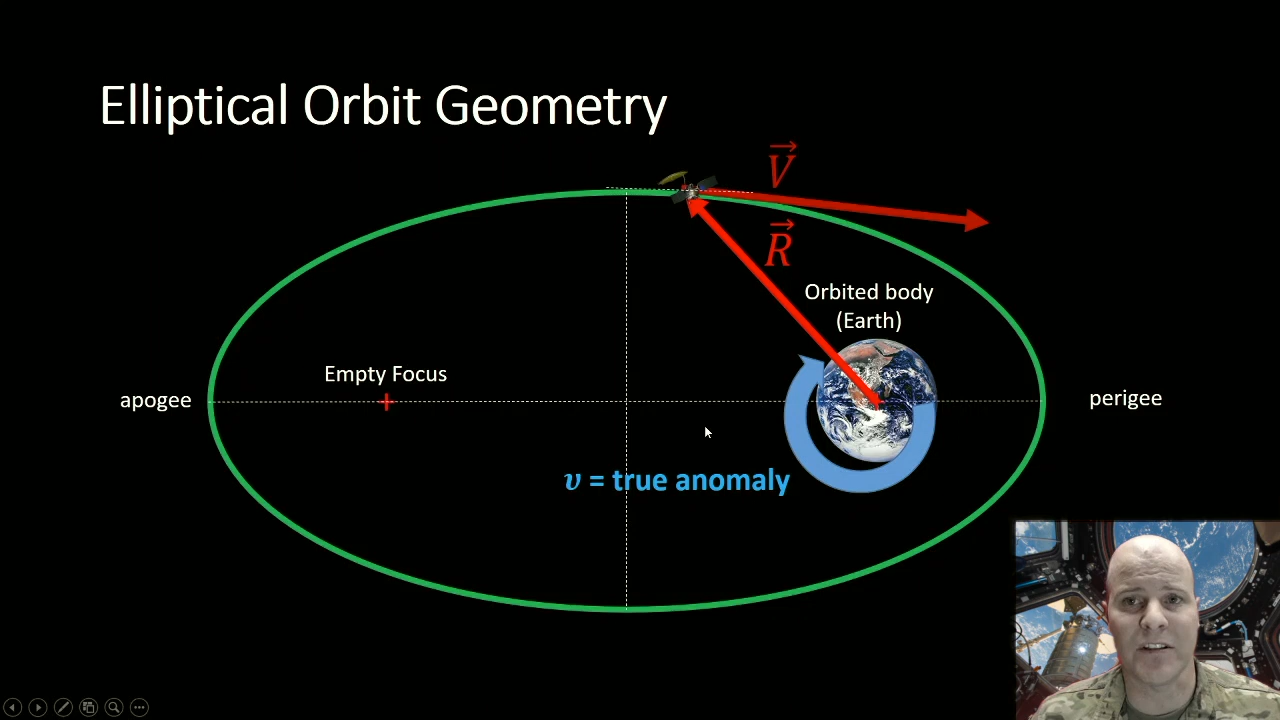 Elliptical Orbit Geometry
V
R
Orbited body
(Earth)
Empty Focus
apogee
perigee
υ = true anomaly